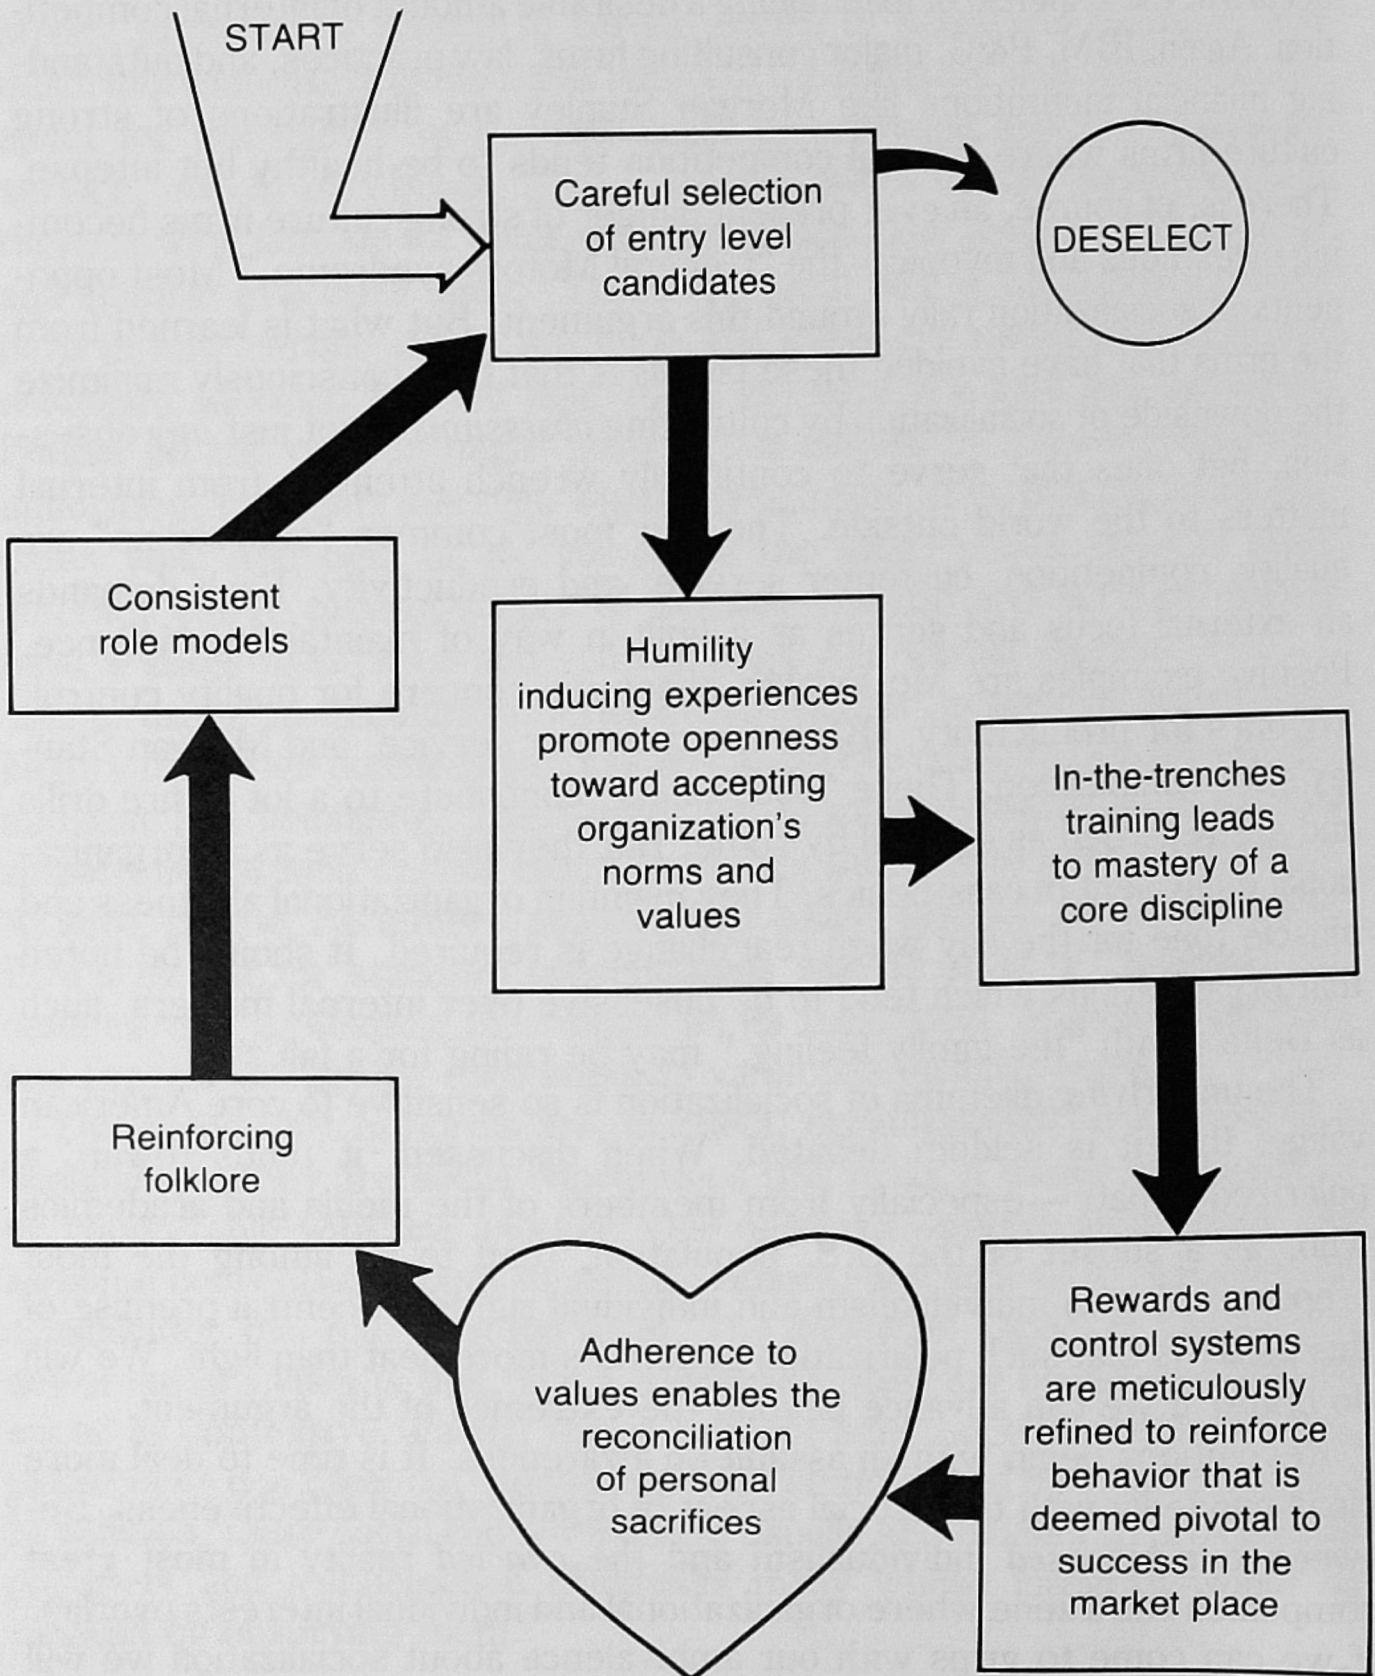 START
Careful selection
of entry level
candidates
DESELECT
Humility
inducing experiences
promote openness
toward accepting
organization's
norms and
values
In-the-trenches
training leads
to mastery of a
core discipline
Rewards and
control systems
are meticulously
refined to reinforce
behavior that is
deemed pivotal to
success in the
market place
Adherence to
values enables the
reconciliation
of personal
sacrifices
Reinforcing
folklore
Consistent
role models